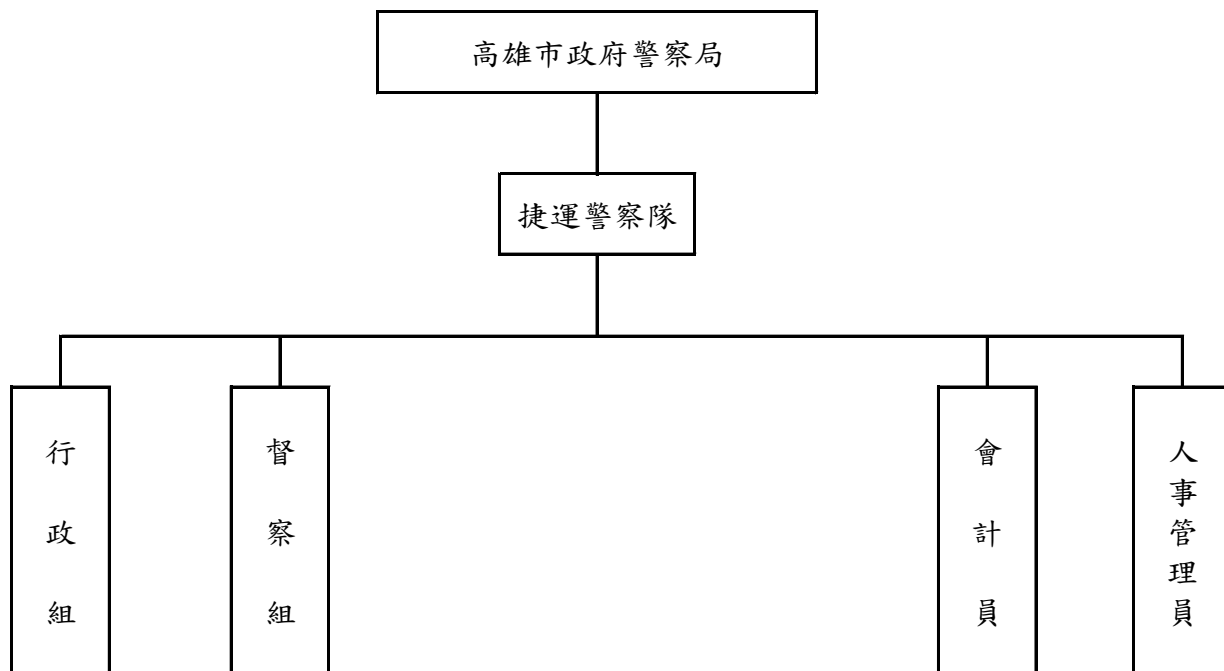 高雄市政府警察局
捷運警察隊
行政組
督察組
會計員
人事管理員